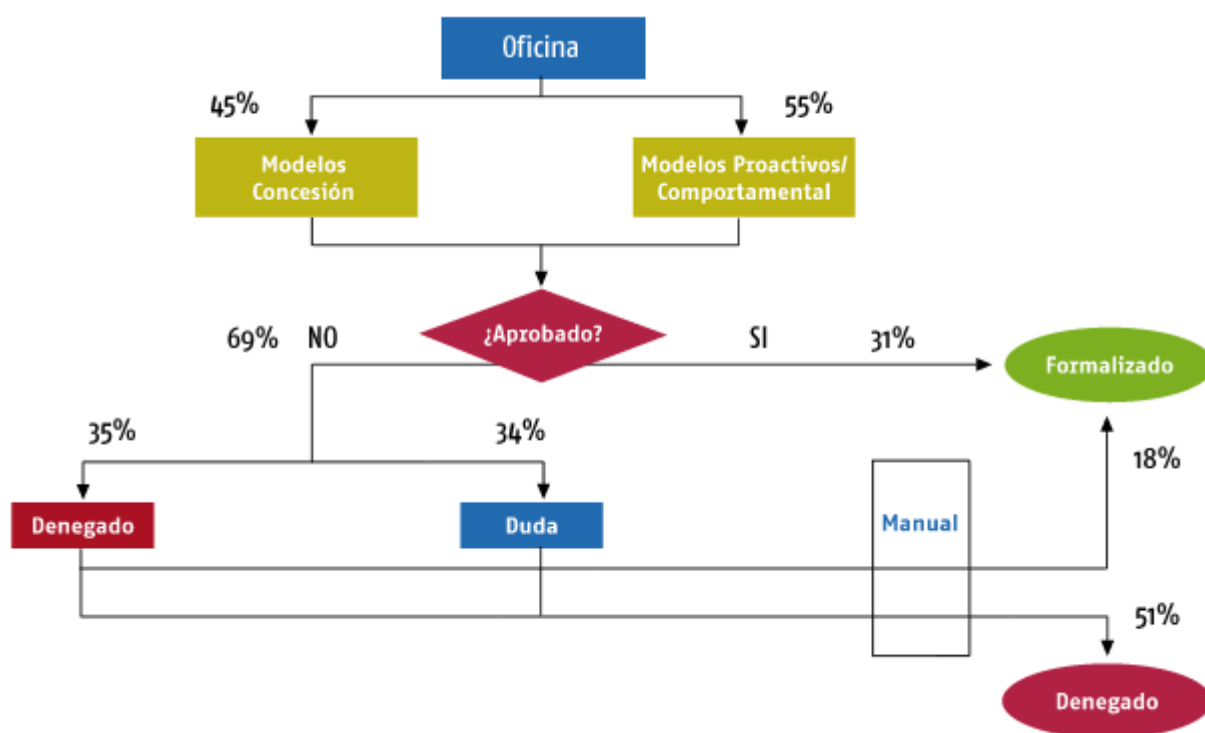 Oficina
45%
55%
Modelos
Concesión
Modelos Proactivos/
Comportamental
¿Aprobado?
69% NO
SI 31%
Formalizado
35%
34%
18%
Denegado
Duda
Manual
51%
Denegado